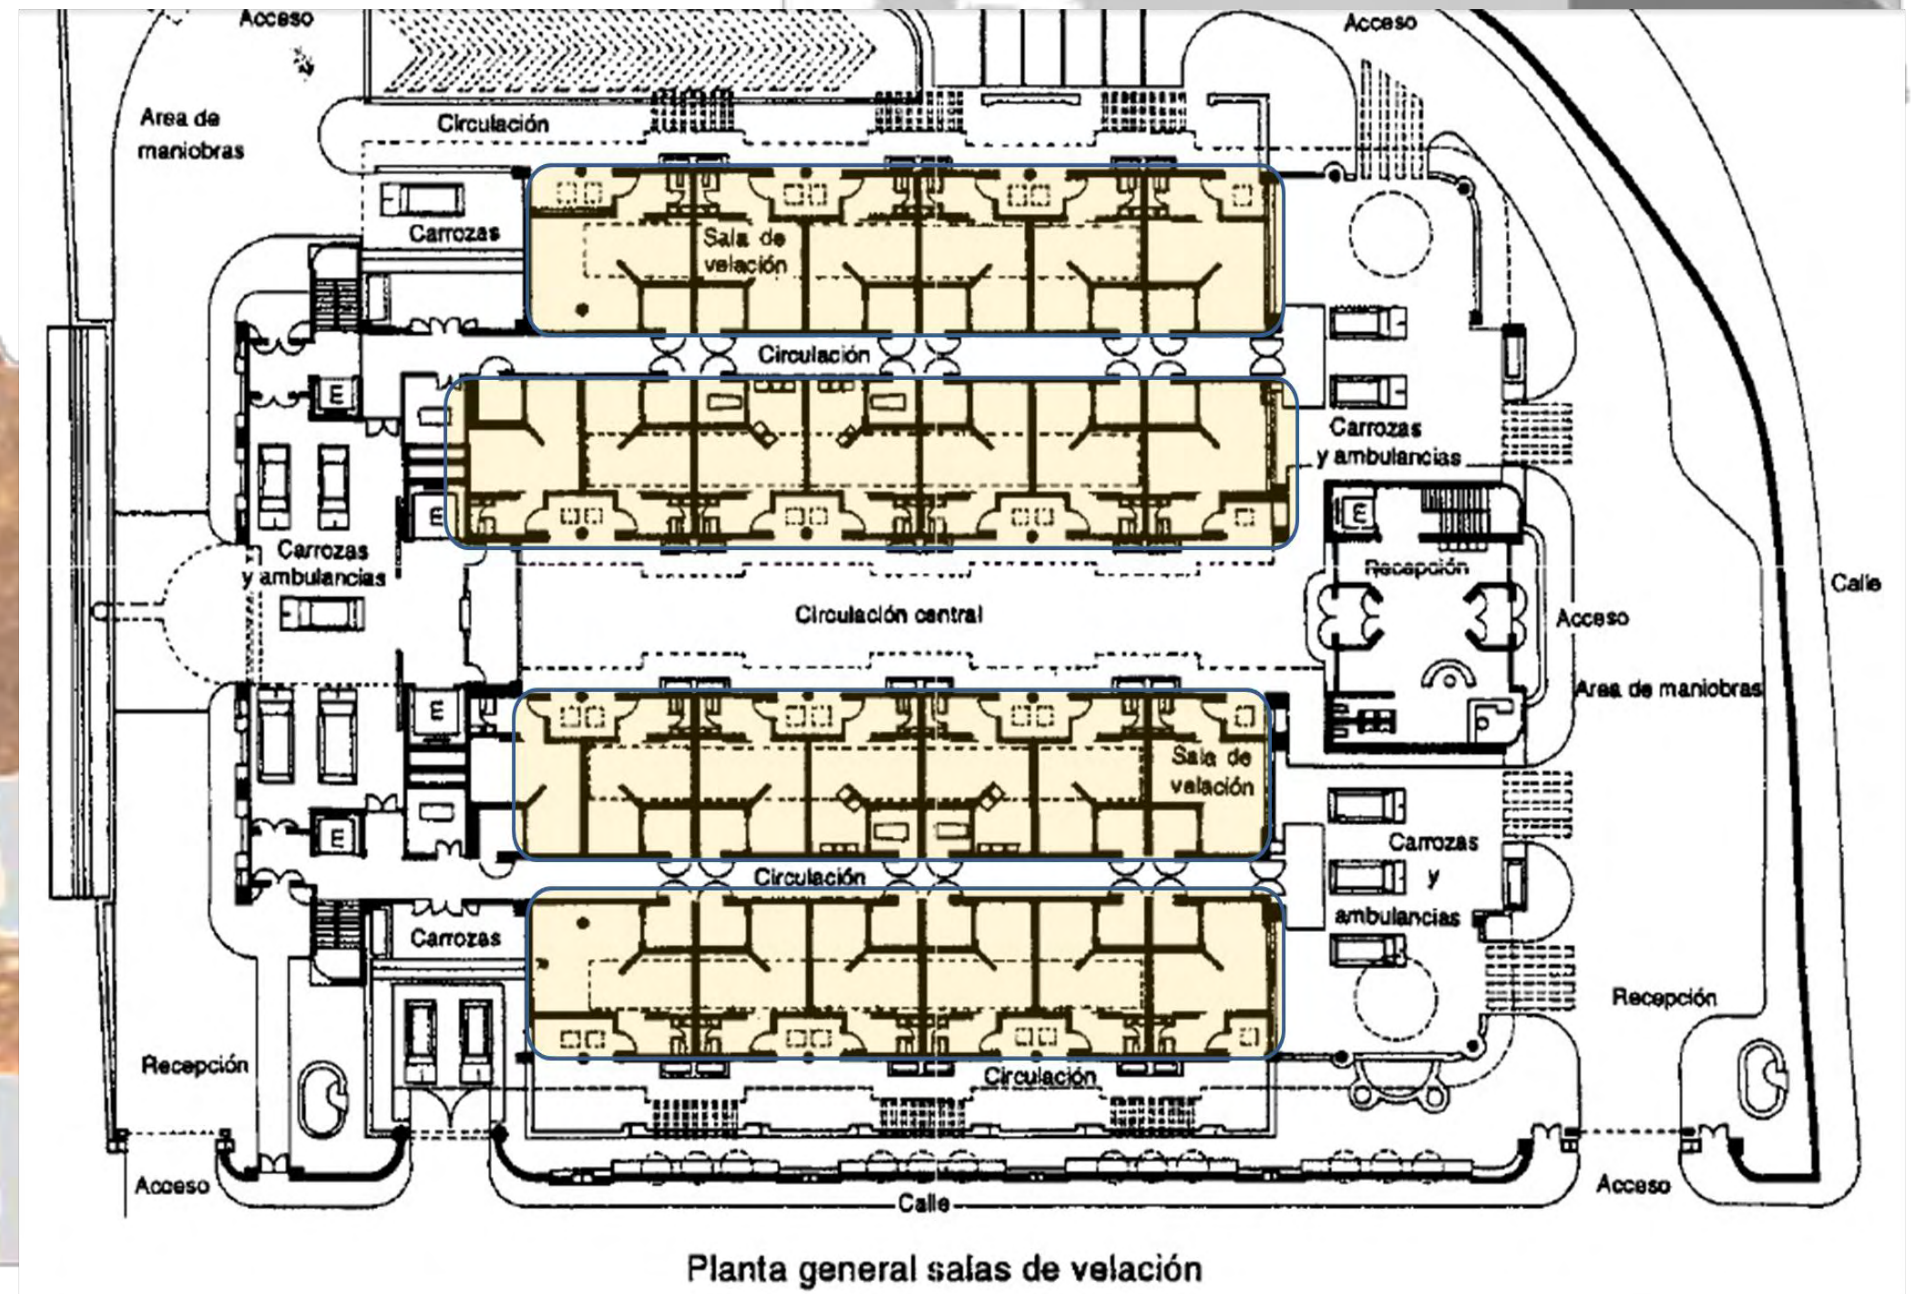 Acceso
Acceso
Area de
maniobras
Circulación
Carrozas
Sala de
velación
Circulación
E
Carrozas
y ambulancias
E
E
Recepción
Carrozas
y ambulancias
Circulación central
Calle
Acceso
Area de maniobras
E
Sala de
velación
E
Carrozas
y
ambulancias
Circulación
Carrozas
Recepción
Recepción
Circulación
Acceso
Acceso
Calle
Planta general salas de velación